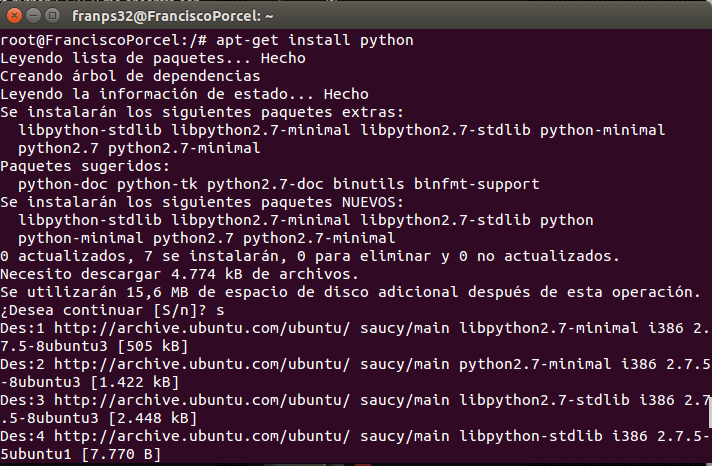 franps32@FranciscoPorcel: ~
root@FranciscoPorcel:/# apt-get install python
Leyendo lista de paquetes... Hecho
Creando árbol de dependencias
Leyendo la información de estado... Hecho
Se instalarán los siguientes paquetes extras:
  libpython-stdlib libpython2.7-minimal libpython2.7-stdlib python-minimal
  python2.7 python2.7-minimal
Paquetes sugeridos:
  python-doc python-tk python2.7-doc binutils binfmt-support
Se instalarán los siguientes paquetes NUEVOS:
  libpython-stdlib libpython2.7-minimal libpython2.7-stdlib python
  python-minimal python2.7 python2.7-minimal
0 actualizados, 7 se instalarán, 0 para eliminar y 0 no actualizados.
Necesito descargar 4.774 kB de archivos.
Se utilizarán 15,6 MB de espacio de disco adicional después de esta operación.
¿Desea continuar [S/n]? s
Des:1 http://archive.ubuntu.com/ubuntu/ saucy/main libpython2.7-minimal i386 2.
7.5-8ubuntu3 [505 kB]
Des:2 http://archive.ubuntu.com/ubuntu/ saucy/main python2.7-minimal i386 2.7.5
-8ubuntu3 [1.422 kB]
Des:3 http://archive.ubuntu.com/ubuntu/ saucy/main libpython2.7-stdlib i386 2.7
.5-8ubuntu3 [2.448 kB]
Des:4 http://archive.ubuntu.com/ubuntu/ saucy/main libpython-stdlib i386 2.7.5-
5ubuntu1 [7.770 B]